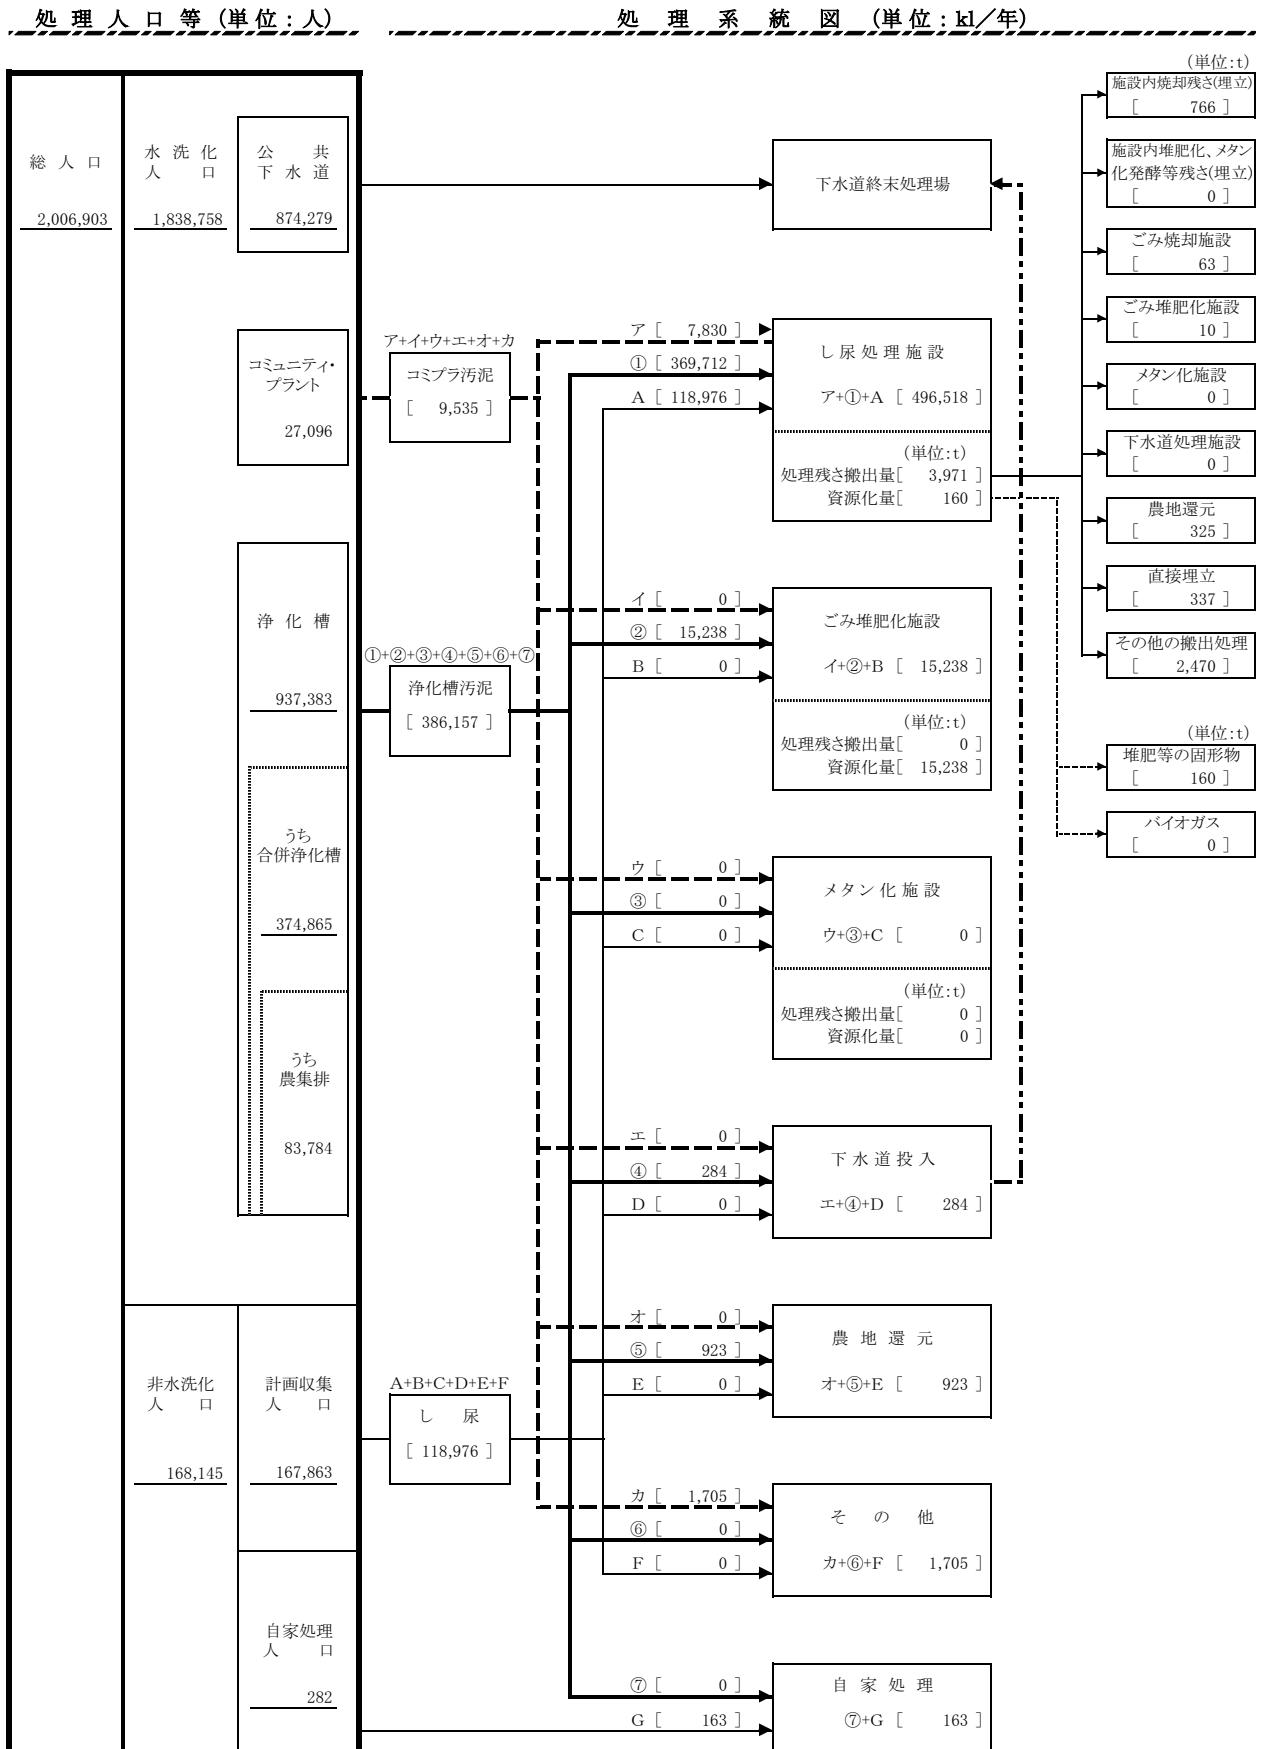 処理人口等(単位:人)
処理系統図(単位:kl/年)
総人口
2,006,903
水洗化
人口
1,838,758
公共
下水道
874,279
コミュニティ・
プラント
27,096
浄化槽
937,383
うち
合併浄化槽
374,865
うち
農集排
83,784
非水洗化
人口
168,145
計画収集
人口
167,863
自家処理
人口
282
ア+イ+ウ+エ+オ+カ
コミプラ汚泥
[ 9,535 ]
①+②+③+④+⑤+⑥+⑦
浄化槽汚泥
[ 386,157 ]
A+B+C+D+E+F
し尿
[ 118,976 ]
下水道終末処理場
ア [ 7,830 ]
① [ 369,712 ]
A [ 118,976 ]
し尿処理施設
ア+①+A [ 496,518 ]
(単位:t)
処理残さ搬出量[ 3,971 ]
資源化量[ 160 ]
イ [ 0 ]
② [ 15,238 ]
B [ 0 ]
ごみ堆肥化施設
イ+②+B [ 15,238 ]
(単位:t)
処理残さ搬出量[ 0 ]
資源化量[ 15,238 ]
ウ [ 0 ]
③ [ 0 ]
C [ 0 ]
メタン化施設
ウ+③+C [ 0 ]
(単位:t)
処理残さ搬出量[ 0 ]
資源化量[ 0 ]
エ [ 0 ]
④ [ 284 ]
D [ 0 ]
下水道投入
エ+④+D [ 284 ]
オ [ 0 ]
⑤ [ 923 ]
E [ 0 ]
農地還元
オ+⑤+E [ 923 ]
カ [ 1,705 ]
⑥ [ 0 ]
F [ 0 ]
その他
カ+⑥+F [ 1,705 ]
⑦ [ 0 ]
G [ 163 ]
自家処理
⑦+G [ 163 ]
(単位:t)
施設内焼却残さ(埋立)
[ 766 ]
施設内堆肥化、メタン
化発酵等残さ(埋立)
[ 0 ]
ごみ焼却施設
[ 63 ]
ごみ堆肥化施設
[ 10 ]
メタン化施設
[ 0 ]
下水道処理施設
[ 0 ]
農地還元
[ 325 ]
直接埋立
[ 337 ]
その他の搬出処理
[ 2,470 ]
(単位:t)
堆肥等の固形物
[ 160 ]
バイオガス
[ 0 ]